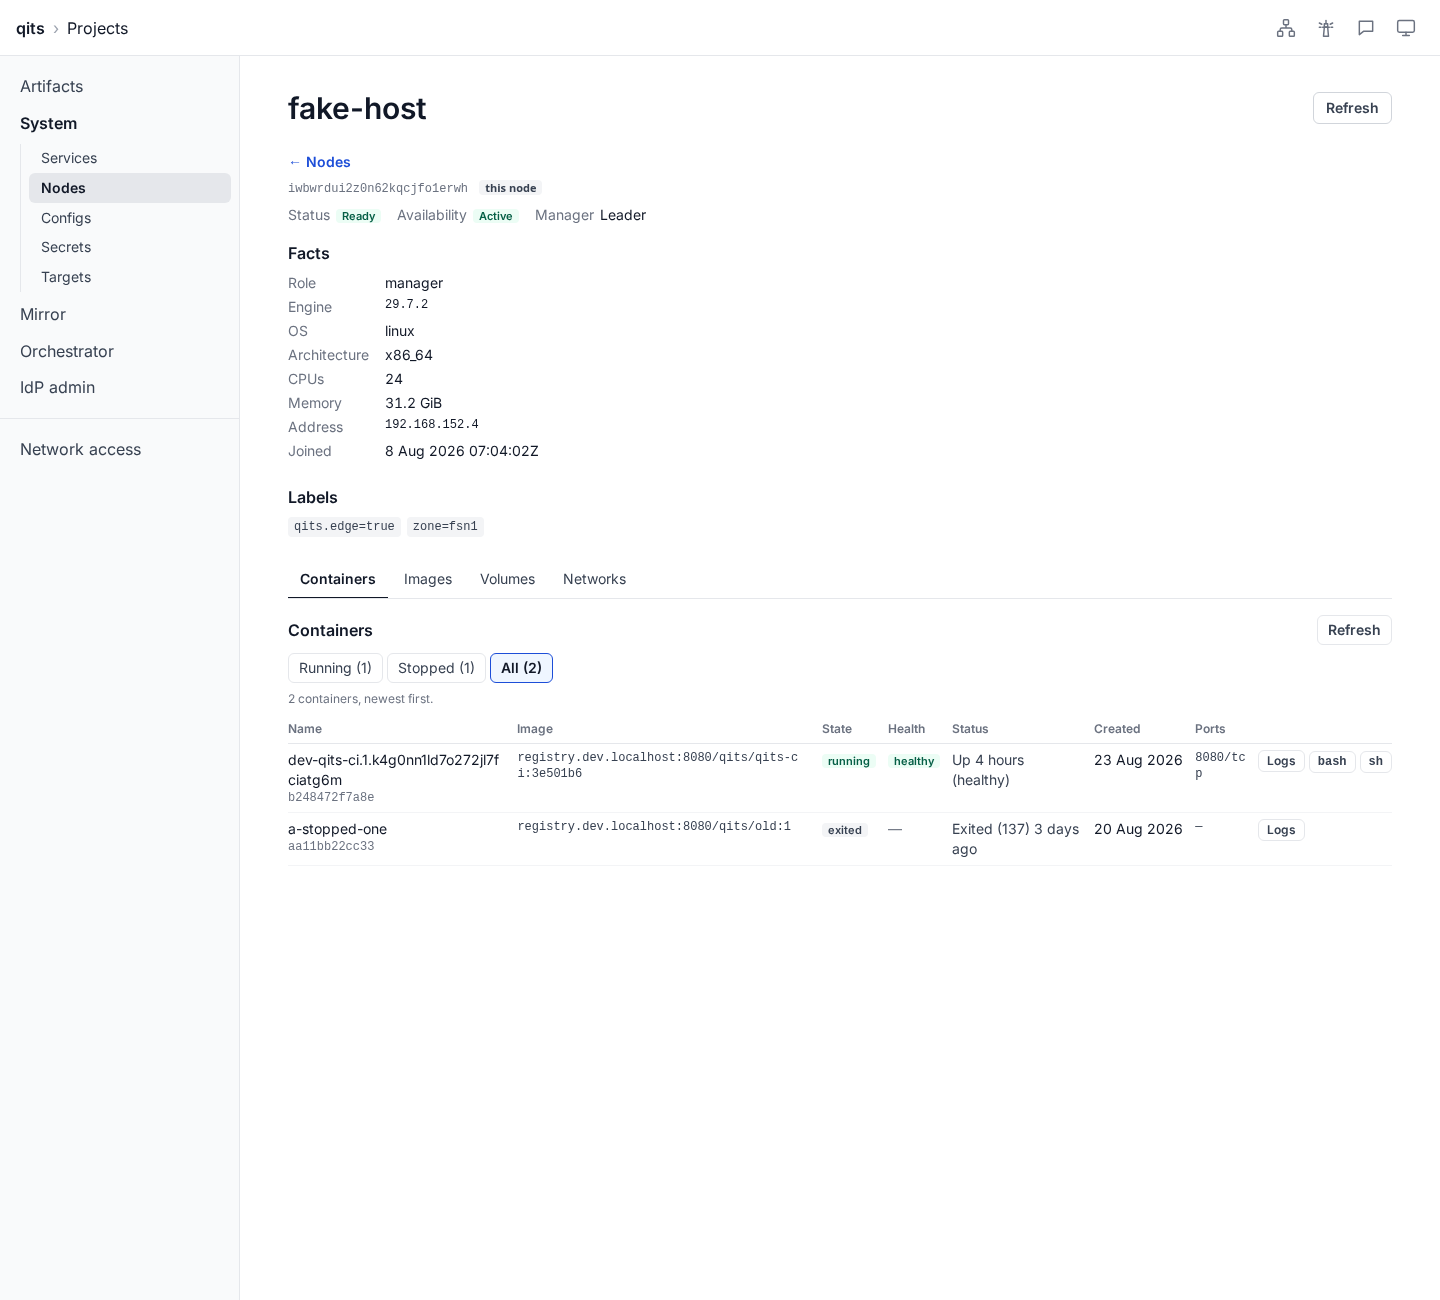 qits › Projects
Artifacts
System
Services
Nodes
Configs
Secrets
Targets
Mirror
Orchestrator
IdP admin
Network access
fake-host
Refresh
← Nodes
iwbwrdui2z0n62kqcjfo1erwh this node
Status Ready Availability Active Manager Leader
Facts
Role manager
Engine 29.7.2
OS linux
Architecture x86_64
CPUs 24
Memory 31.2 GiB
Address 192.168.152.4
Joined 8 Aug 2026 07:04:02Z
Labels
qits.edge=true zone=fsn1
Containers Images Volumes Networks
Containers
Refresh
Running (1) Stopped (1) All (2)
2 containers, newest first.
Name Image State Health Status Created Ports
dev-qits-ci.1.k4g0nn1ld7o272jl7f registry.dev.localhost:8080/qits/qits-c running healthy Up 4 hours 23 Aug 2026 8080/tc Logs bash sh
ciatg6m i:3e501b6 (healthy) p
b248472f7a8e
a-stopped-one registry.dev.localhost:8080/qits/old:1 exited — Exited (137) 3 days 20 Aug 2026 — Logs
aa11bb22cc33 ago